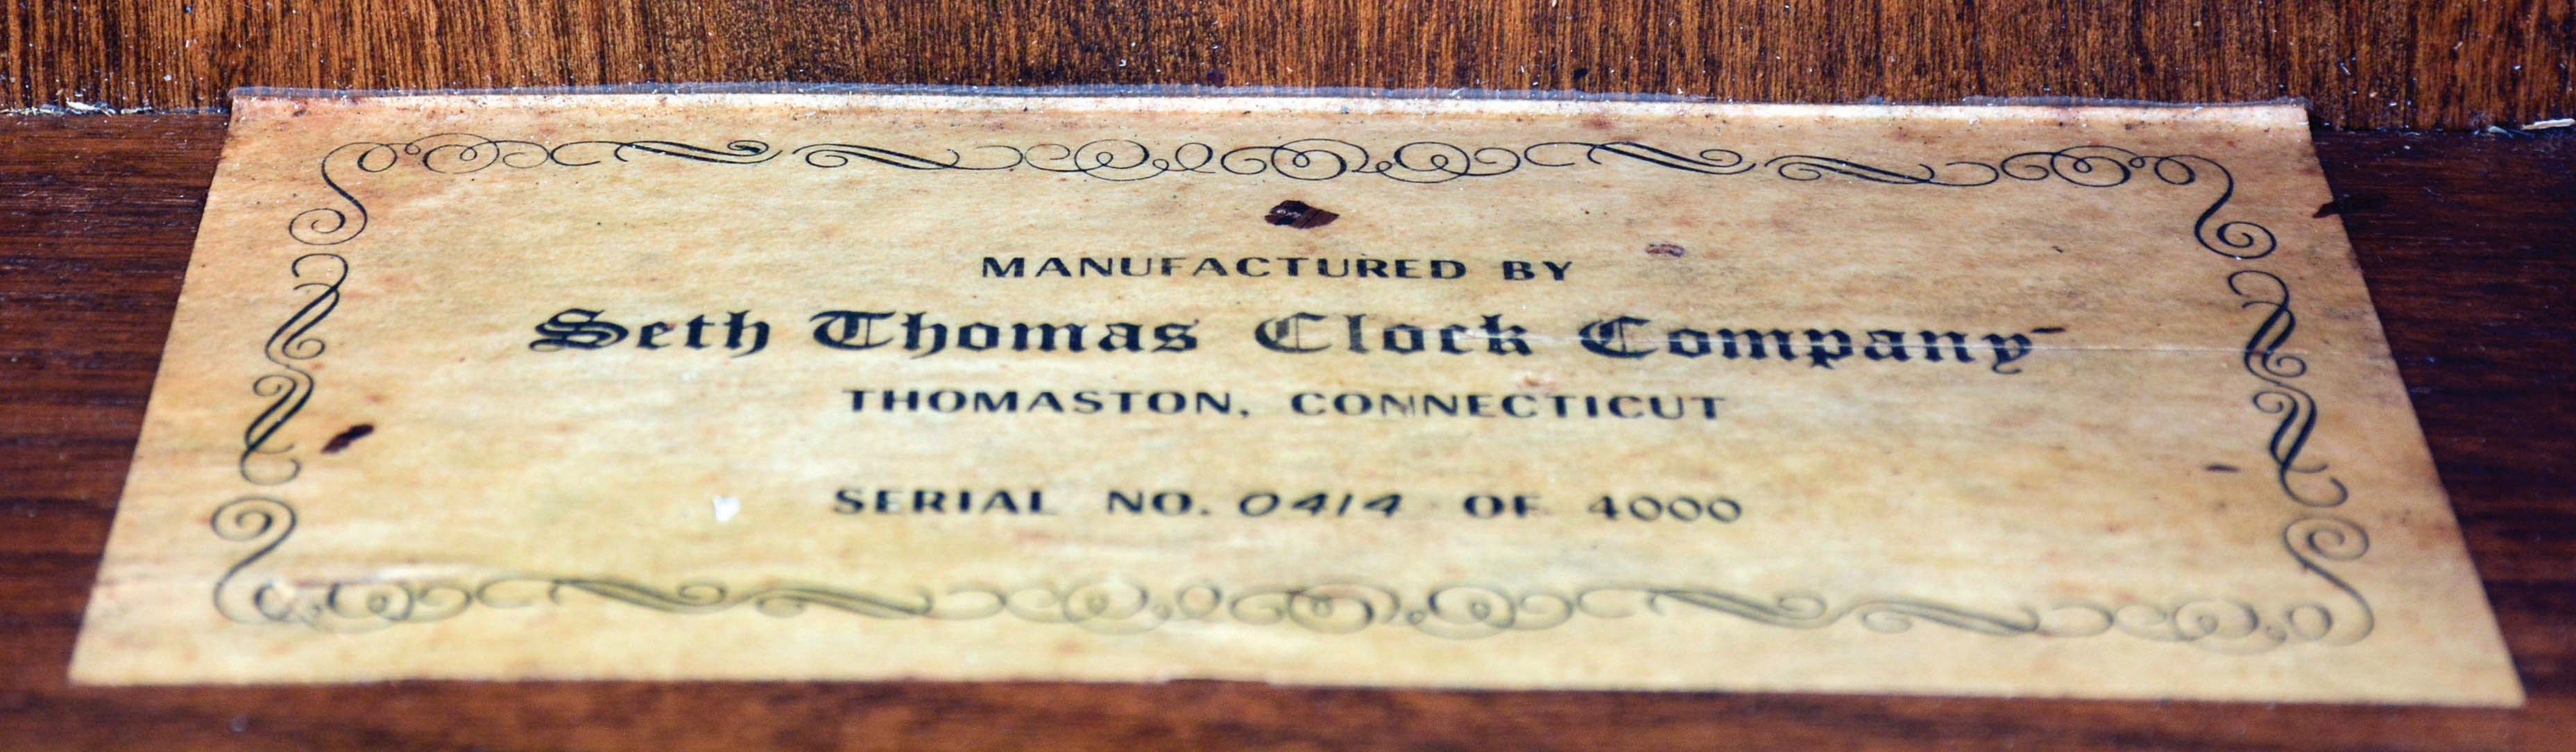 MANUFACTURED BY
Seth Thomas Clock Company
THOMASTON, CONNECTICUT
SERIAL NO. 0414 OF 4000